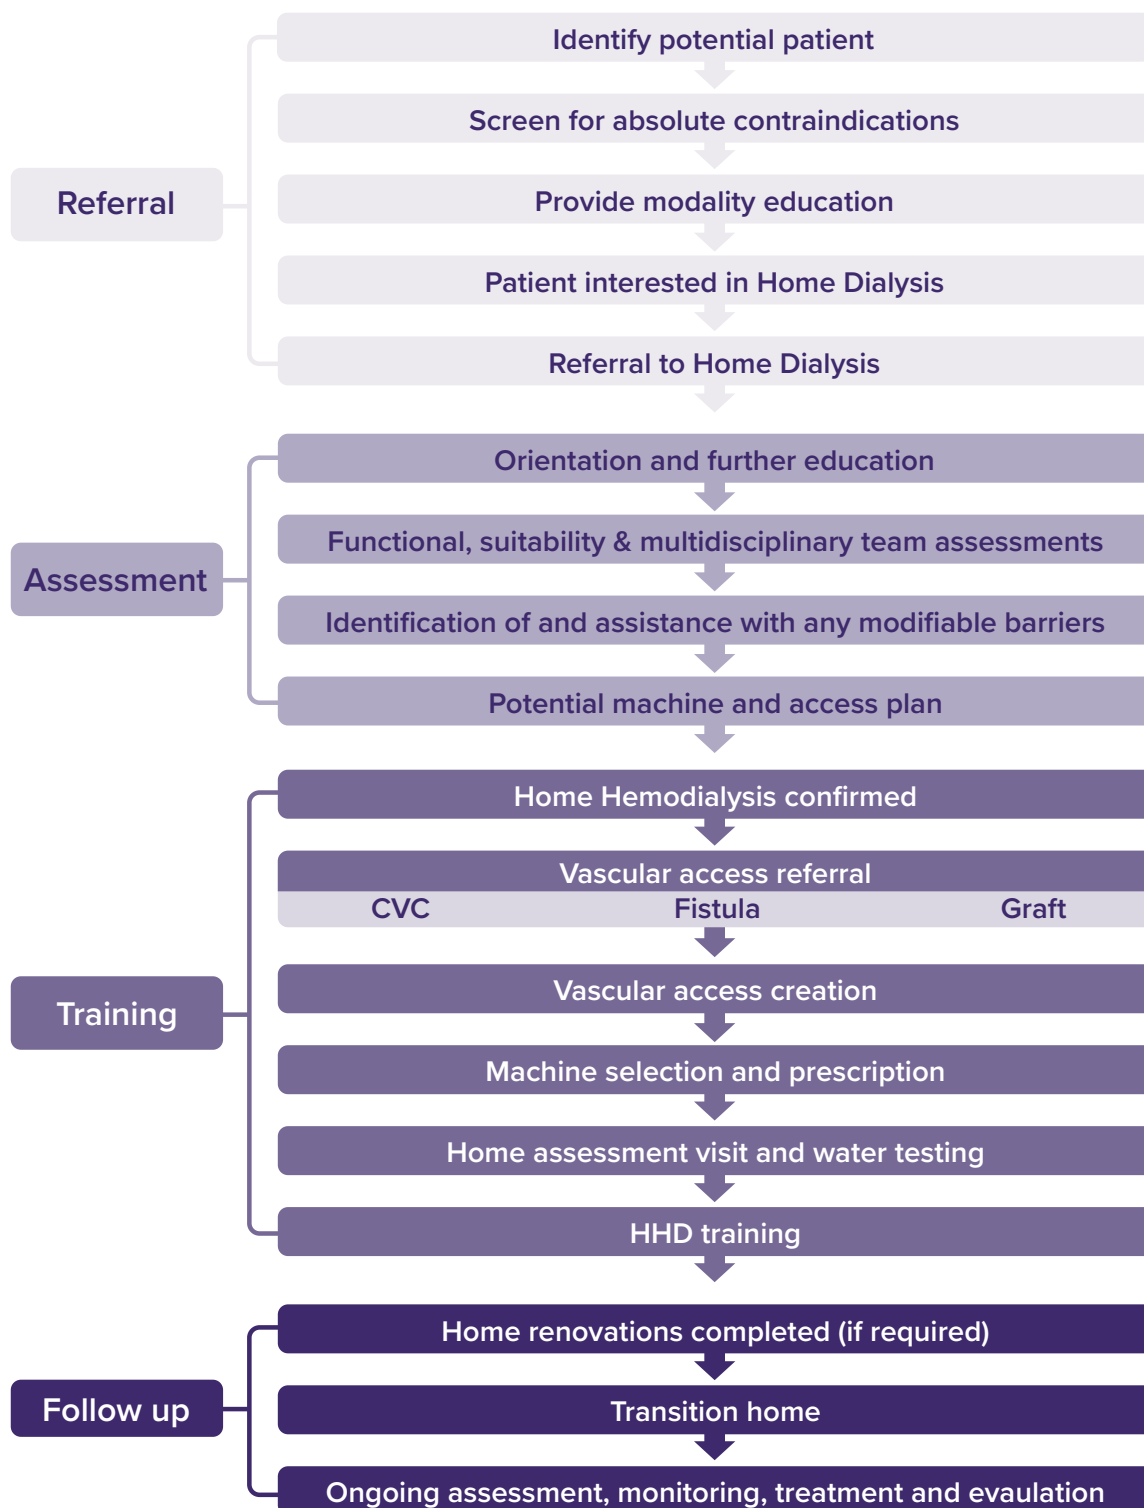 Referral
Identify potential patient
Screen for absolute contraindications
Provide modality education
Patient interested in Home Dialysis
Referral to Home Dialysis
Assessment
Orientation and further education
Functional, suitability & multidisciplinary team assessments
Identification of and assistance with any modifiable barriers
Potential machine and access plan
Training
Home Hemodialysis confirmed
Vascular access referral
CVC Fistula Graft
Vascular access creation
Machine selection and prescription
Home assessment visit and water testing
HHD training
Follow up
Home renovations completed (if required)
Transition home
Ongoing assessment, monitoring, treatment and evaulation